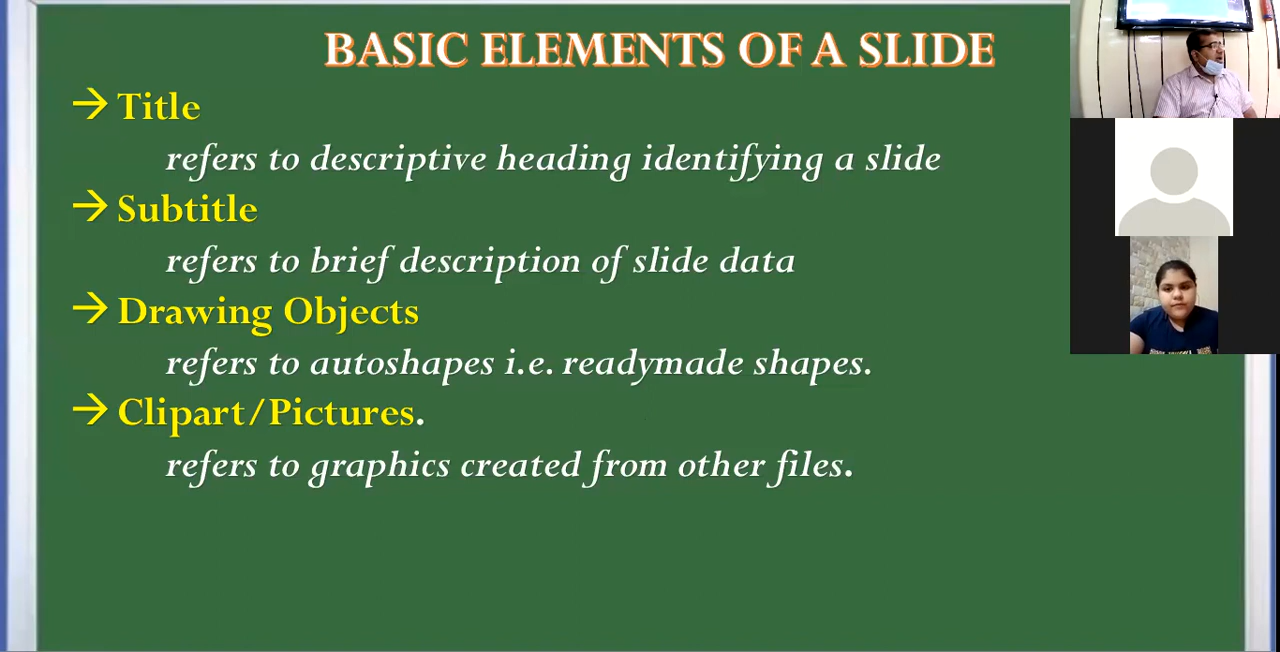 BASIC ELEMENTS OF A SLIDE
→ Title
refers to descriptive heading identifying a slide
→ Subtitle
refers to brief description of slide data
→ Drawing Objects
refers to autoshapes i.e. readymade shapes.
→ Clipart/Pictures.
refers to graphics created from other files.